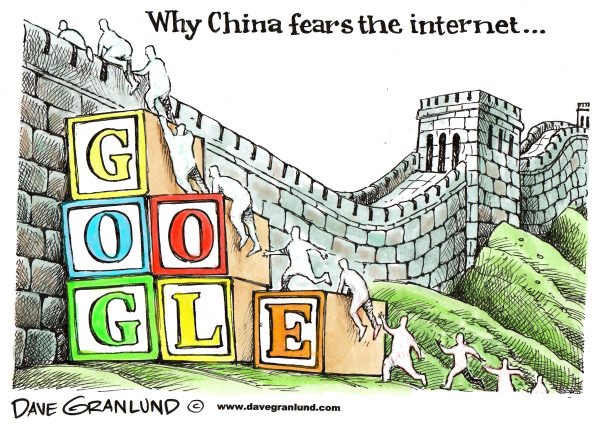 Why China fears the internet...
G
O O
G L E
DAVE GRANLUND © www.davegranlund.com